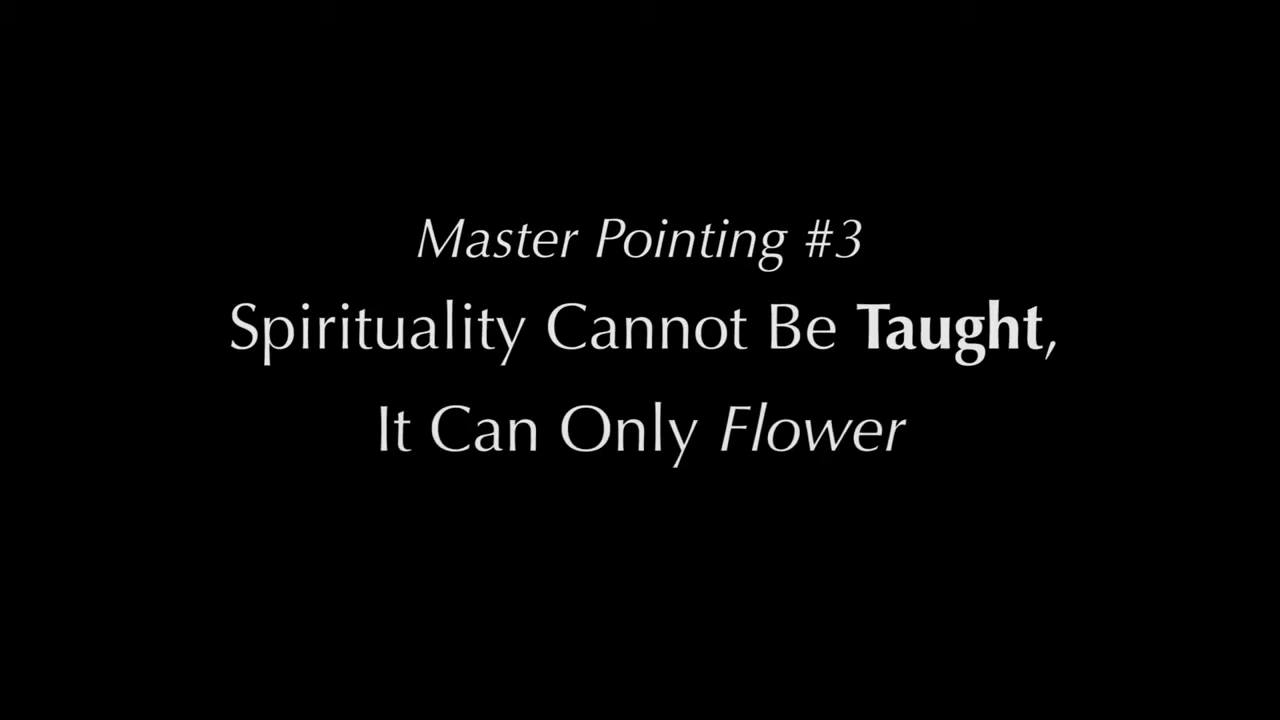 Master Pointing #3
Spirituality Cannot Be Taught,
It Can Only Flower